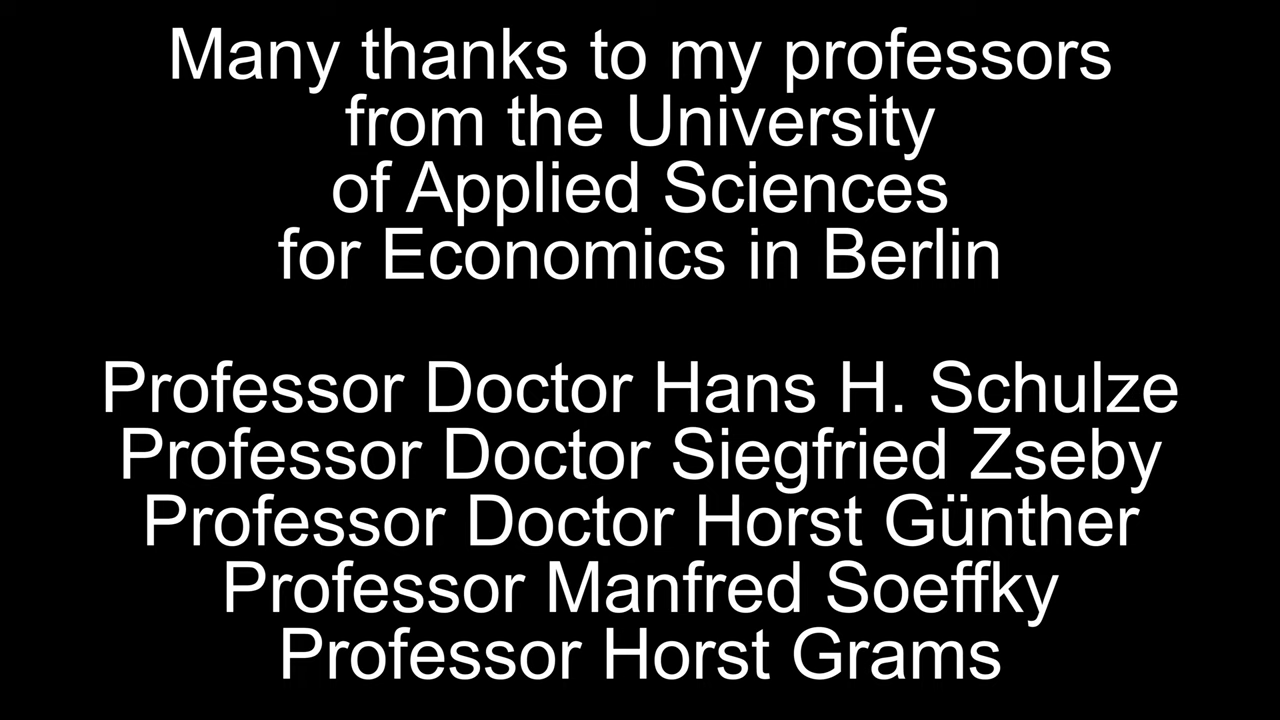 Many thanks to my professors
from the University
of Applied Sciences
for Economics in Berlin
Professor Doctor Hans H. Schulze
Professor Doctor Siegfried Zseby
Professor Doctor Horst Günther
Professor Manfred Soeffky
Professor Horst Grams